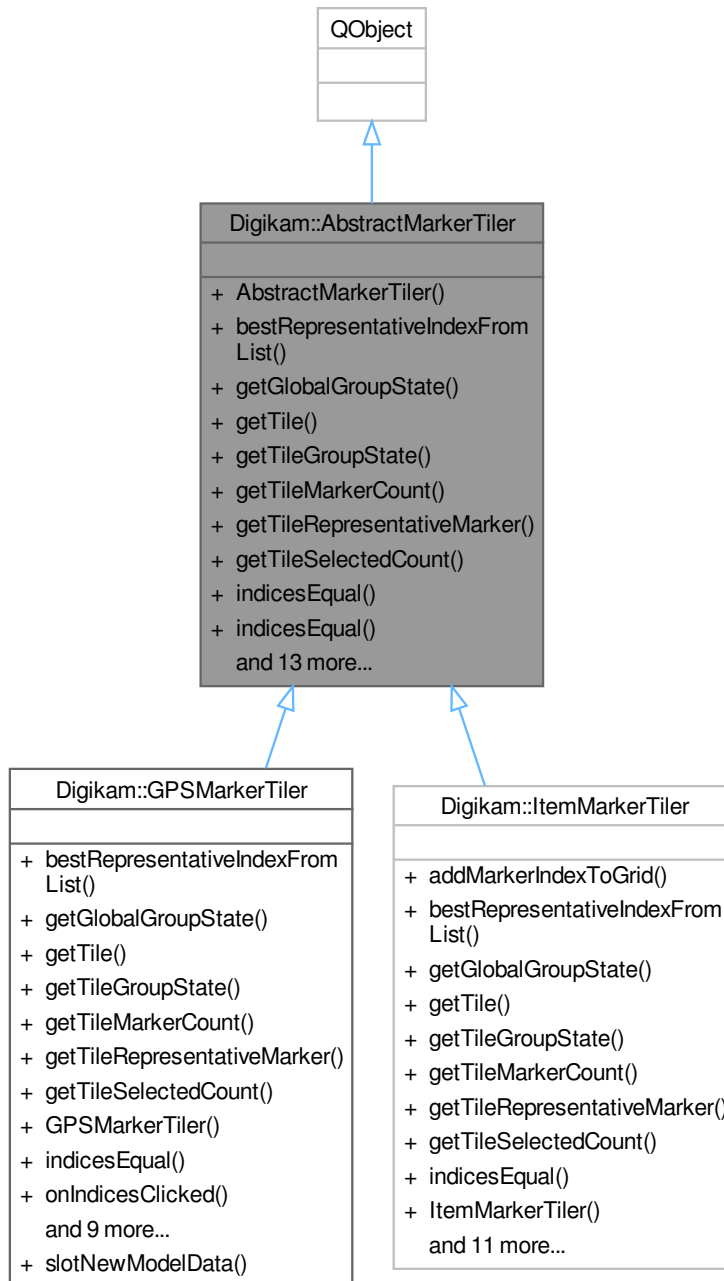 QObject
Digikam::AbstractMarkerTiler
+ AbstractMarkerTiler()
+ bestRepresentativeIndexFrom
List()
+ getGlobalGroupState()
+ getTile()
+ getTileGroupState()
+ getTileMarkerCount()
+ getTileRepresentativeMarker()
+ getTileSelectedCount()
+ indicesEqual()
+ indicesEqual()
and 13 more...
Digikam::GPSMarkerTiler
+ bestRepresentativeIndexFrom
List()
+ getGlobalGroupState()
+ getTile()
+ getTileGroupState()
+ getTileMarkerCount()
+ getTileRepresentativeMarker()
+ getTileSelectedCount()
+ GPSMarkerTiler()
+ indicesEqual()
+ onIndicesClicked()
and 9 more...
+ slotNewModelData()
Digikam::ItemMarkerTiler
+ addMarkerIndexToGrid()
+ bestRepresentativeIndexFrom
List()
+ getGlobalGroupState()
+ getTile()
+ getTileGroupState()
+ getTileMarkerCount()
+ getTileRepresentativeMarker()
+ getTileSelectedCount()
+ indicesEqual()
+ ItemMarkerTiler()
and 11 more...